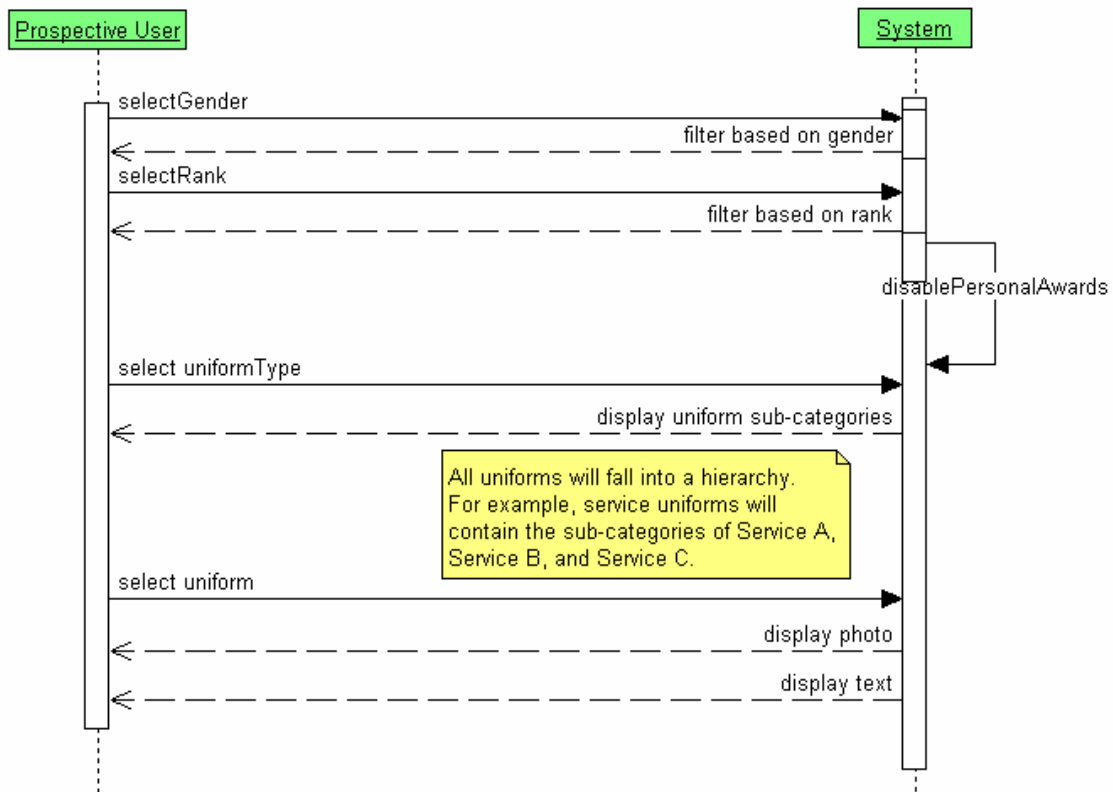 Prospective User
System
selectGender
filter based on gender
selectRank
filter based on rank
disablePersonalAwards
select uniformType
display uniform sub-categories
All uniforms will fall into a hierarchy.
For example, service uniforms will
contain the sub-categories of Service A,
Service B, and Service C.
select uniform
display photo
display text